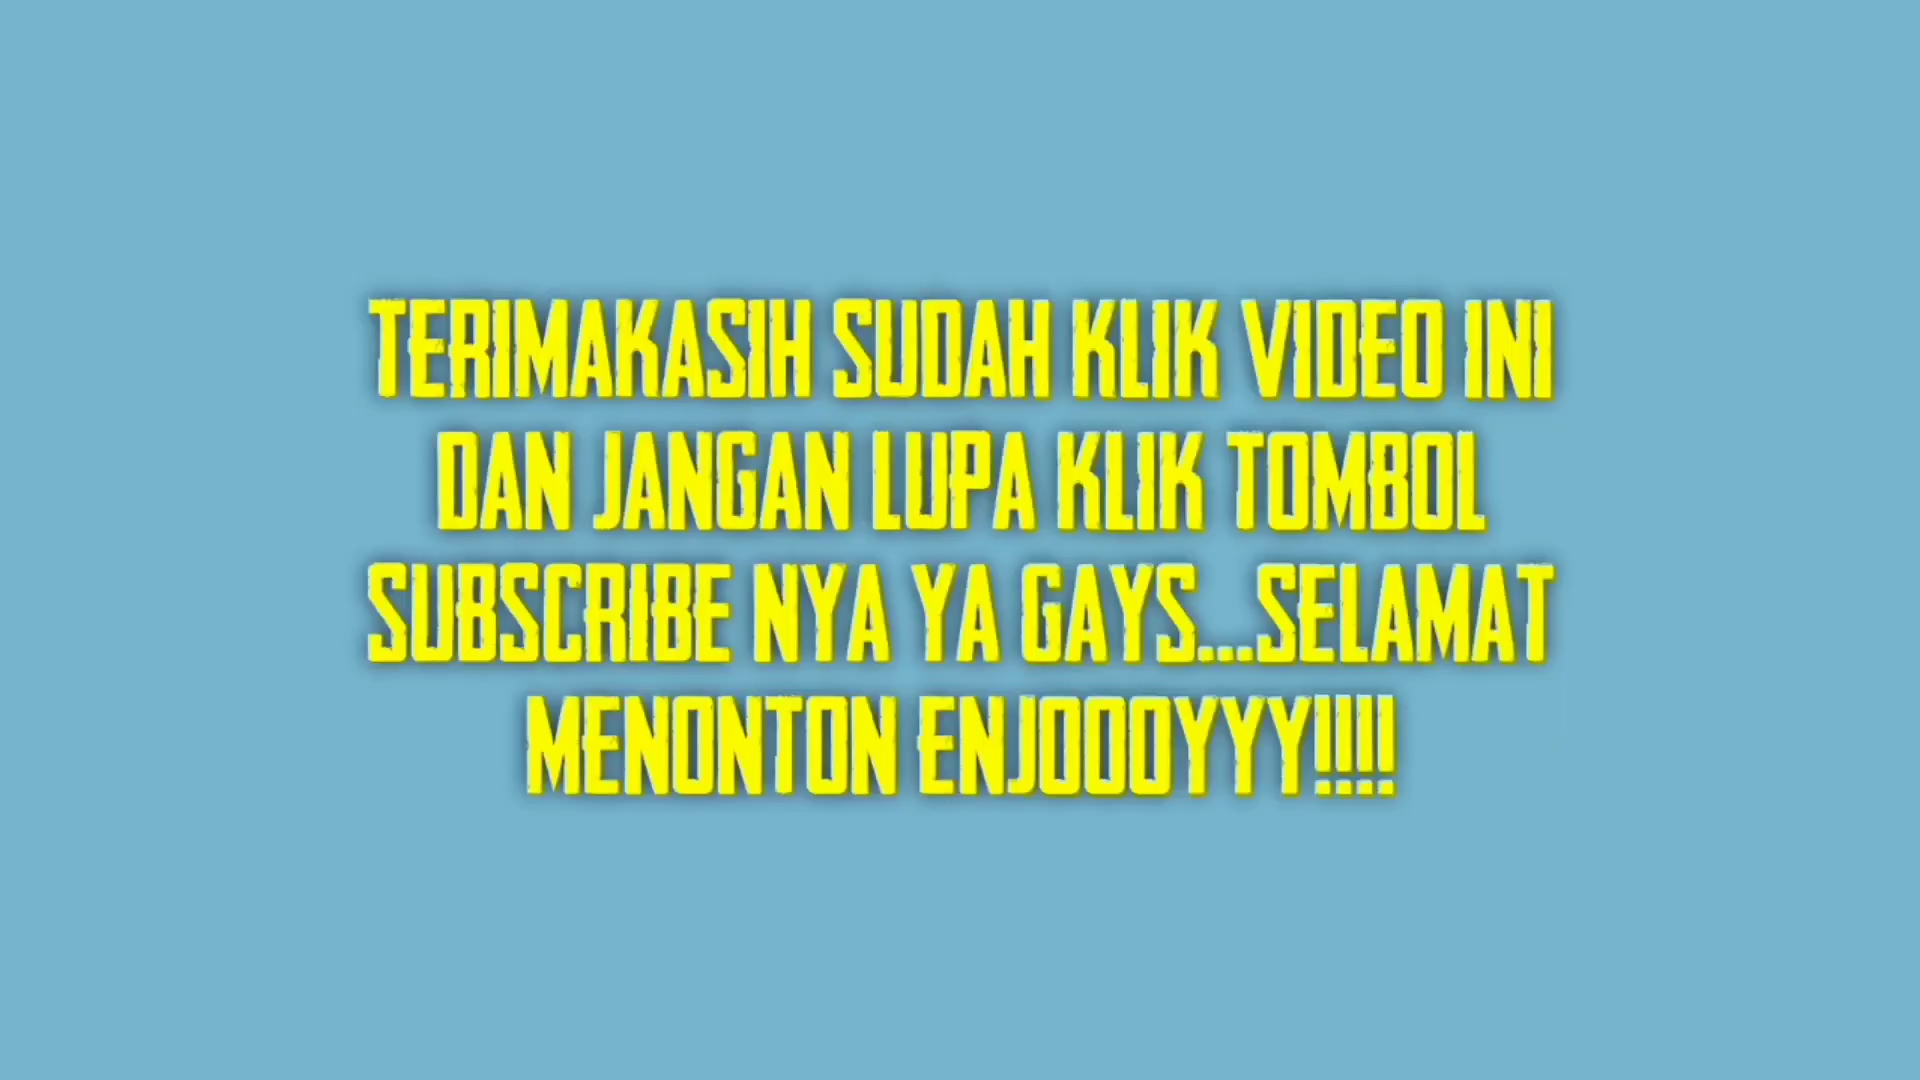 TERIMAKASIH SUDAH KLIK VIDEO INI
DAN JANGAN LUPA KLIK TOMBOL
SUBSCRIBE NYA YA GAYS...SELAMAT
MENONTON ENJOOOYYY!!!!